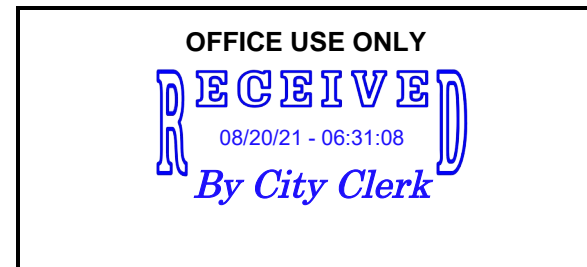 OFFICE USE ONLY
RECEIVED
08/20/21 - 06:31:08
By City Clerk